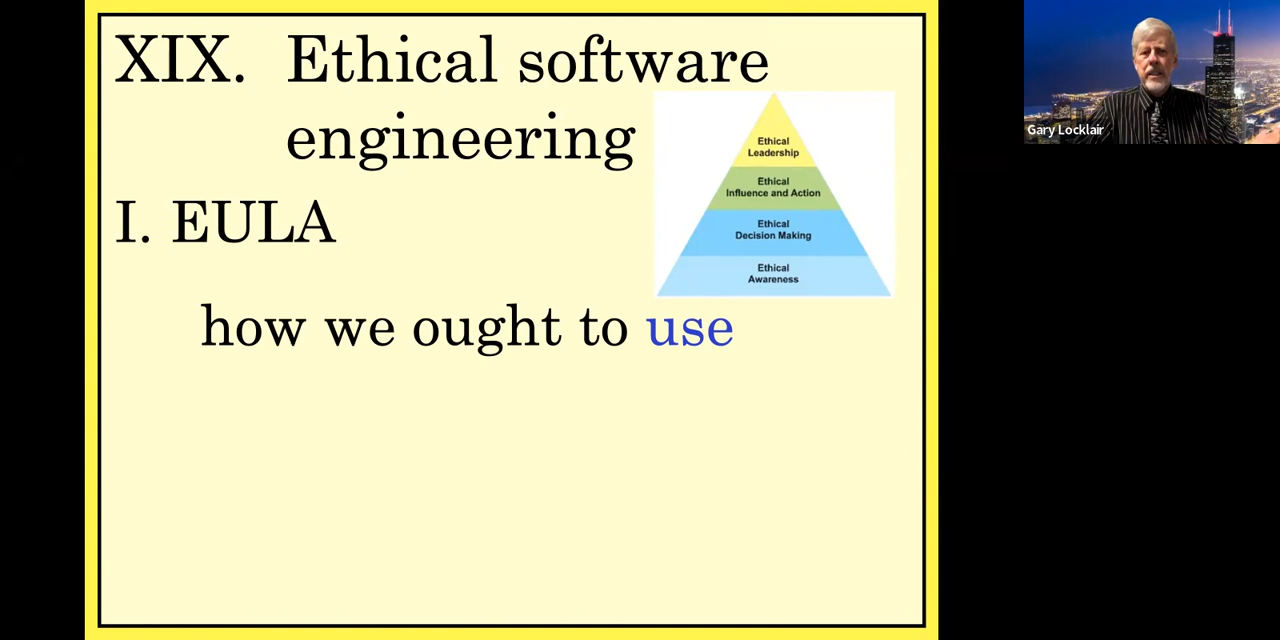 XIX. Ethical software
engineering
Ethical
Leadership
Ethical
Influence and Action
Ethical
Decision Making
Ethical
Awareness
I. EULA
how we ought to use
Gary Locklair